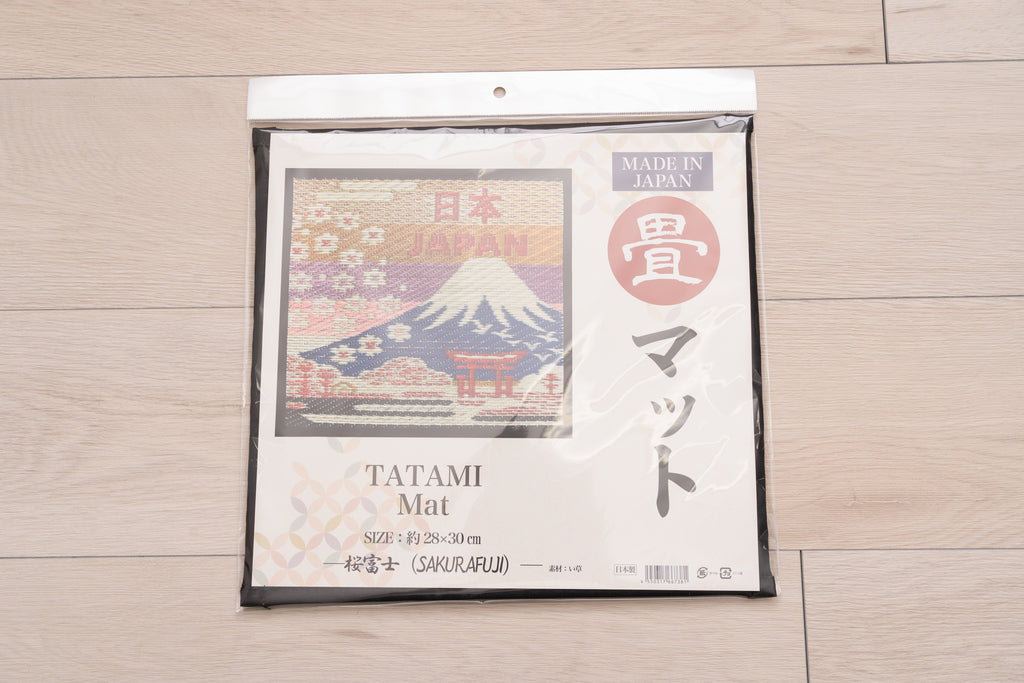 日本
JAPAN
MADE IN
JAPAN
畳
マット
TATAMI
Mat
SIZE：約 28×30 ㎝
桜富士（SAKURAFUJI）
素材：い草
日本製